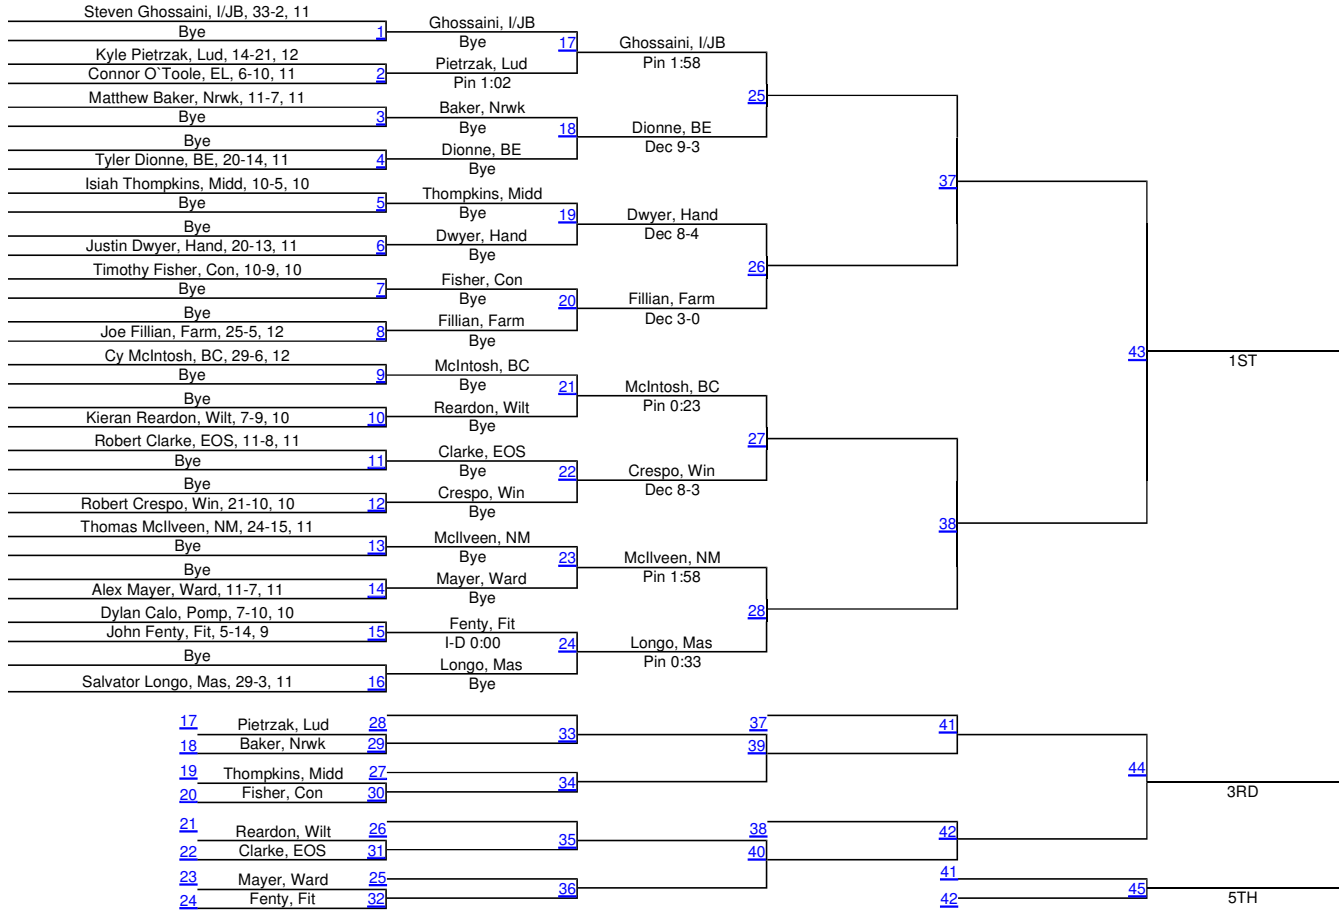 Steven Ghossaini, I/JB, 33-2, 11
Bye
1
Kyle Pietrzak, Lud, 14-21, 12
Connor O`Toole, EL, 6-10, 11
2
Matthew Baker, Nrwk, 11-7, 11
Bye
3
Bye
Tyler Dionne, BE, 20-14, 11
4
Isiah Thompkins, Midd, 10-5, 10
Bye
5
Bye
Justin Dwyer, Hand, 20-13, 11
6
Timothy Fisher, Con, 10-9, 10
Bye
7
Bye
Joe Fillian, Farm, 25-5, 12
8
Cy McIntosh, BC, 29-6, 12
Bye
9
Bye
Kieran Reardon, Wilt, 7-9, 10
10
Robert Clarke, EOS, 11-8, 11
Bye
11
Bye
Robert Crespo, Win, 21-10, 10
12
Thomas McIlveen, NM, 24-15, 11
Bye
13
Bye
Alex Mayer, Ward, 11-7, 11
14
Dylan Calo, Pomp, 7-10, 10
John Fenty, Fit, 5-14, 9
15
Bye
Salvator Longo, Mas, 29-3, 11
16
Ghossaini, I/JB
Bye
17
Pietrzak, Lud
Pin 1:02
Baker, Nrwk
Bye
18
Dionne, BE
Bye
Thompkins, Midd
Bye
19
Dwyer, Hand
Bye
Fisher, Con
Bye
20
Fillian, Farm
Bye
McIntosh, BC
Bye
21
Reardon, Wilt
Bye
Clarke, EOS
Bye
22
Crespo, Win
Bye
McIlveen, NM
Bye
23
Mayer, Ward
Bye
Fenty, Fit
I-D 0:00
24
Longo, Mas
Bye
Ghossaini, I/JB
Pin 1:58
25
Dionne, BE
Dec 9-3
Dwyer, Hand
Dec 8-4
26
Fillian, Farm
Dec 3-0
McIntosh, BC
Pin 0:23
27
Crespo, Win
Dec 8-3
McIlveen, NM
Pin 1:58
28
Longo, Mas
Pin 0:33
37
38
43
1ST
17 Pietrzak, Lud 28
18 Baker, Nrwk 29
33
19 Thompkins, Midd 27
20 Fisher, Con 30
34
21 Reardon, Wilt 26
22 Clarke, EOS 31
35
23 Mayer, Ward 25
24 Fenty, Fit 32
36
37
39
41
38
40
42
44
3RD
41
42
45
5TH